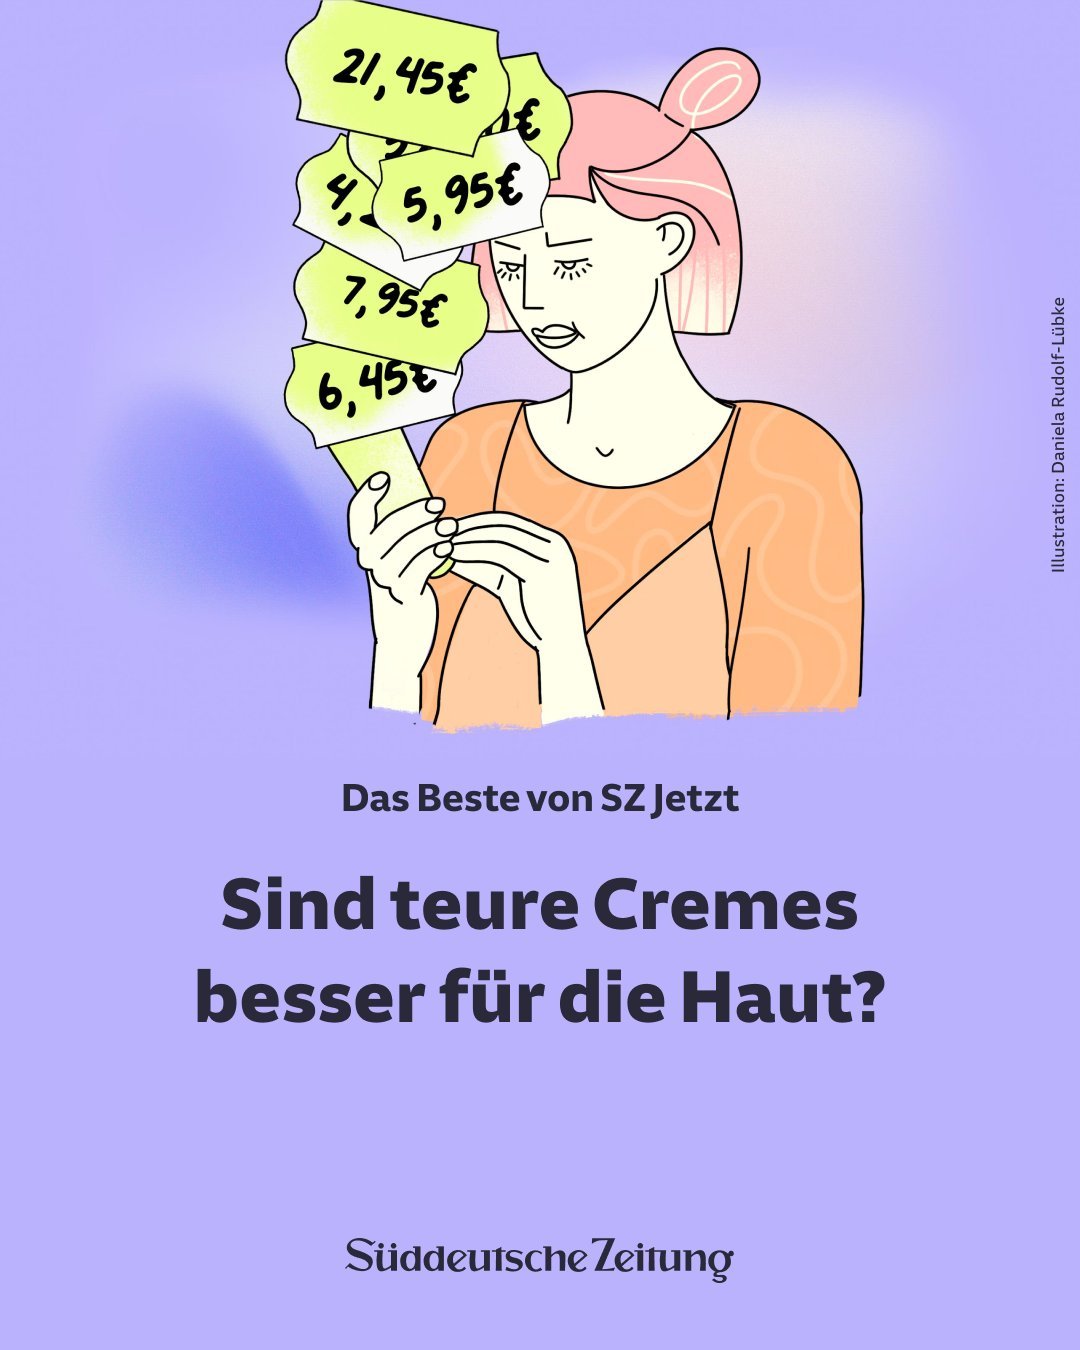 21,45€
5,95€
7,95€
6,45€
Illustration: Daniela Rudolf-Lübke
Das Beste von SZ Jetzt
Sind teure Cremes
besser für die Haut?
Süddeutsche Zeitung